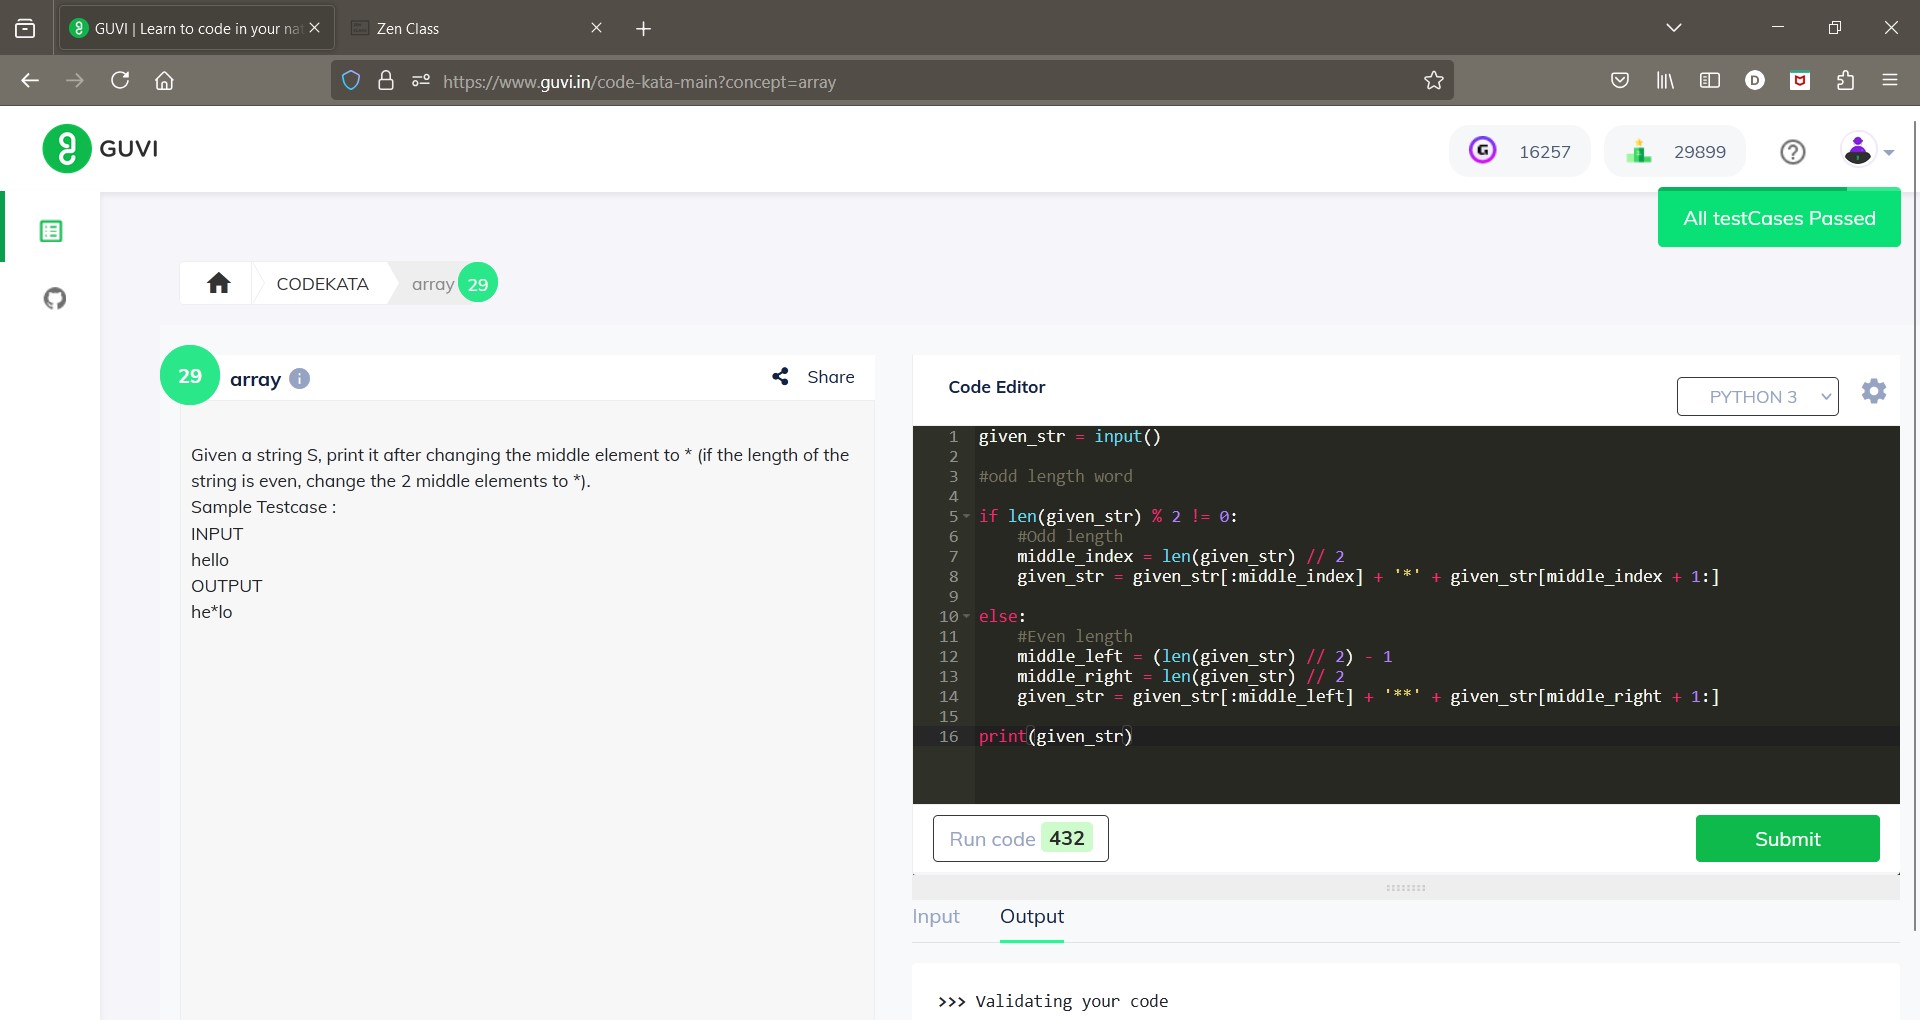 GUVI | Learn to code in your nat
Zen Class
https://www.guvi.in/code-kata-main?concept=array
D
GUVI
G 16257
29899
All testCases Passed
CODEKATA
array 29
29 array
Share
Given a string S, print it after changing the middle element to * (if the length of the
string is even, change the 2 middle elements to *).
Sample Testcase :
INPUT
hello
OUTPUT
he*lo
Code Editor
PYTHON 3
1 given_str = input()
2
3 #odd length word
4
5 if len(given_str) % 2 != 0:
6 #Odd length
7 middle_index = len(given_str) // 2
8 given_str = given_str[:middle_index] + '*' + given_str[middle_index + 1:]
9
10 else:
11 #Even length
12 middle_left = (len(given_str) // 2) - 1
13 middle_right = len(given_str) // 2
14 given_str = given_str[:middle_left] + '**' + given_str[middle_right + 1:]
15
16 print(given_str)
Run code 432
Submit
Input
Output
>>> Validating your code